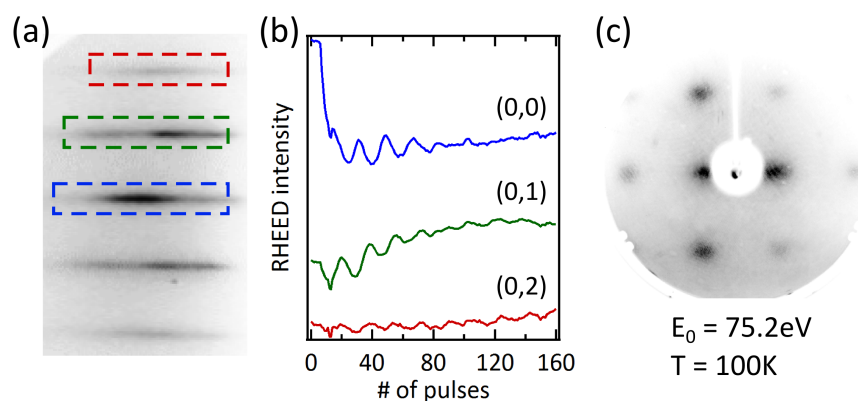 (a)
(b)
(c)
RHEED intensity
(0,0)
(0,1)
(0,2)
0 40 80 120 160
# of pulses
E₀ = 75.2eV
T = 100K